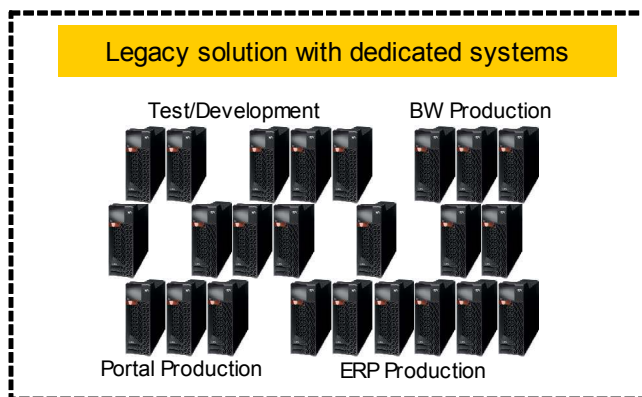 Legacy solution with dedicated systems
Test/Development BW Production
Portal Production ERP Production